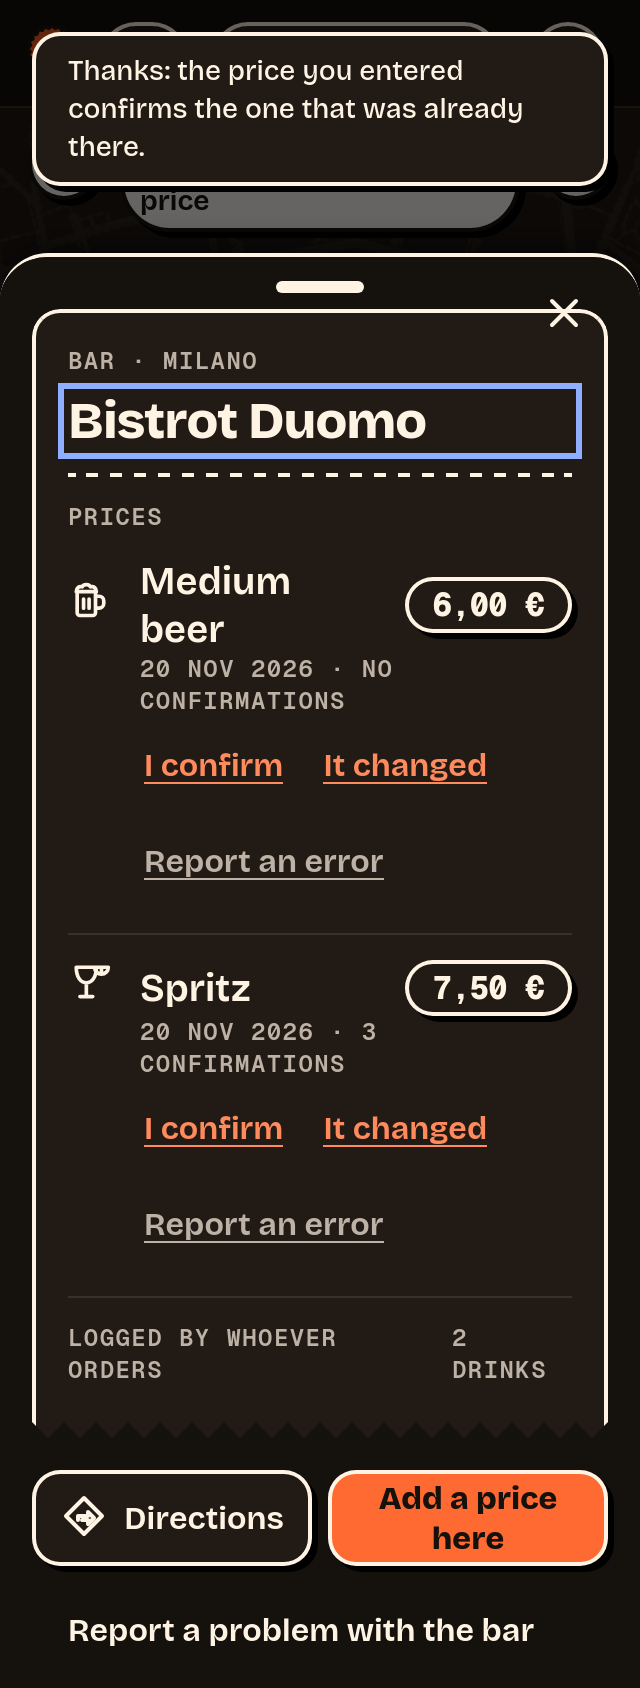 Thanks: the price you entered
confirms the one that was already
there.
price
BAR · MILANO
Bistrot Duomo
PRICES
Medium
beer
6,00 €
20 NOV 2026 · NO
CONFIRMATIONS
I confirm It changed
Report an error
Spritz
7,50 €
20 NOV 2026 · 3
CONFIRMATIONS
I confirm It changed
Report an error
LOGGED BY WHOEVER
ORDERS
2
DRINKS
Directions
Add a price
here
Report a problem with the bar